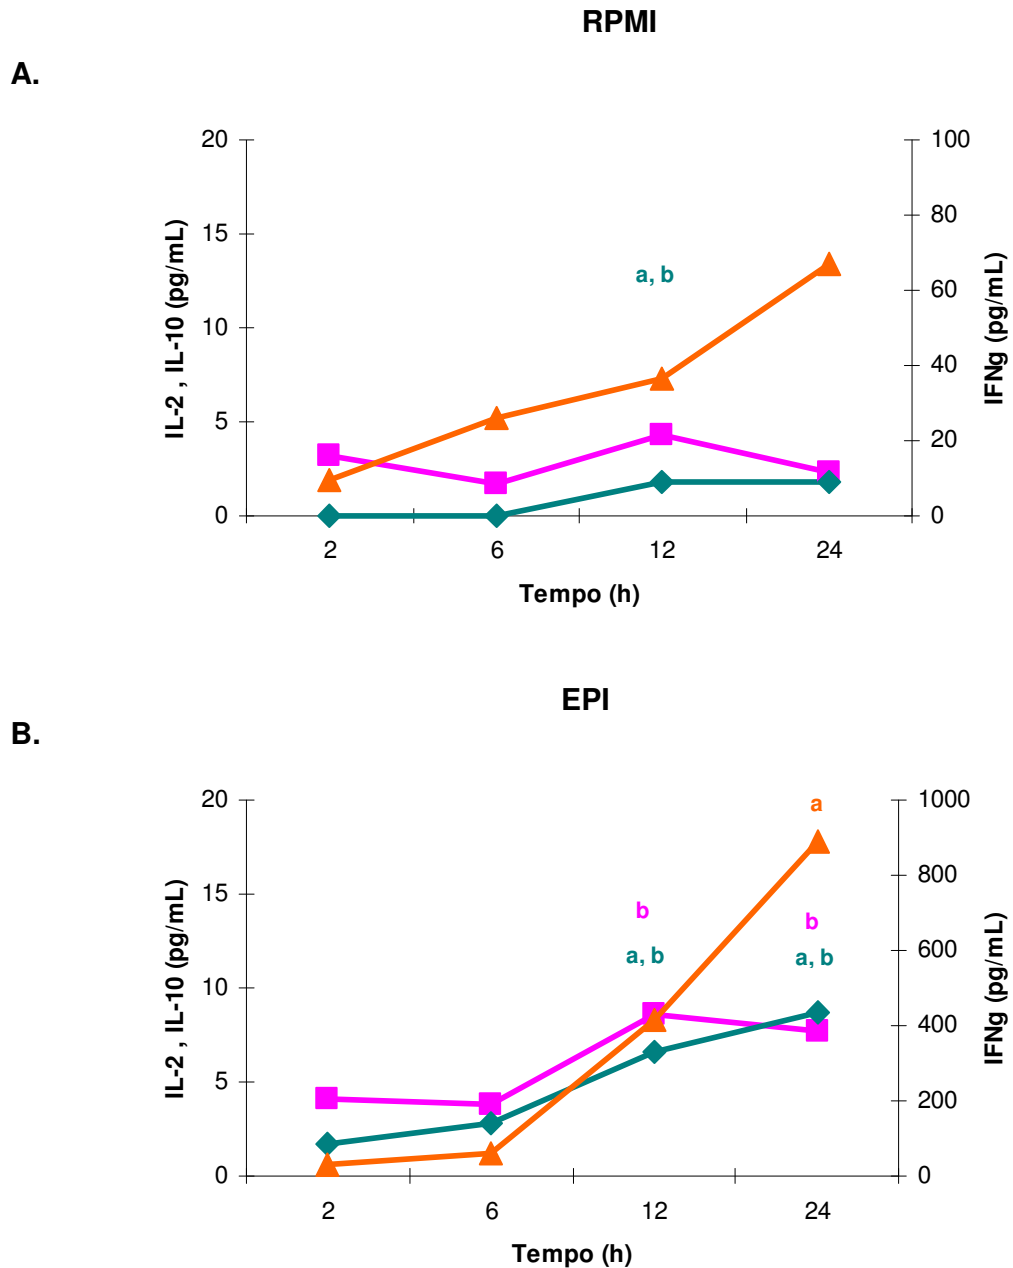 RPMI
A.
20
15
10
5
0
IL-2 , IL-10 (pg/mL)
100
80
60
40
20
0
IFNg (pg/mL)
a, b
2 6 12 24
Tempo (h)
EPI
B.
20
15
10
5
0
IL-2 , IL-10 (pg/mL)
1000
800
600
400
200
0
IFNg (pg/mL)
a
b
b
a, b
a, b
2 6 12 24
Tempo (h)